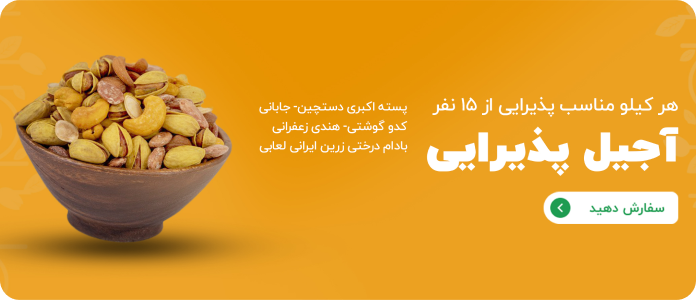 هر کیلو مناسب پذیرایی از ۱۵ نفر
آجیل پذیرایی
سفارش دهید
پسته اکبری دستچین- جابانی
کدو گوشتی- هندی زعفرانی
بادام درختی زرین ایرانی لعابی